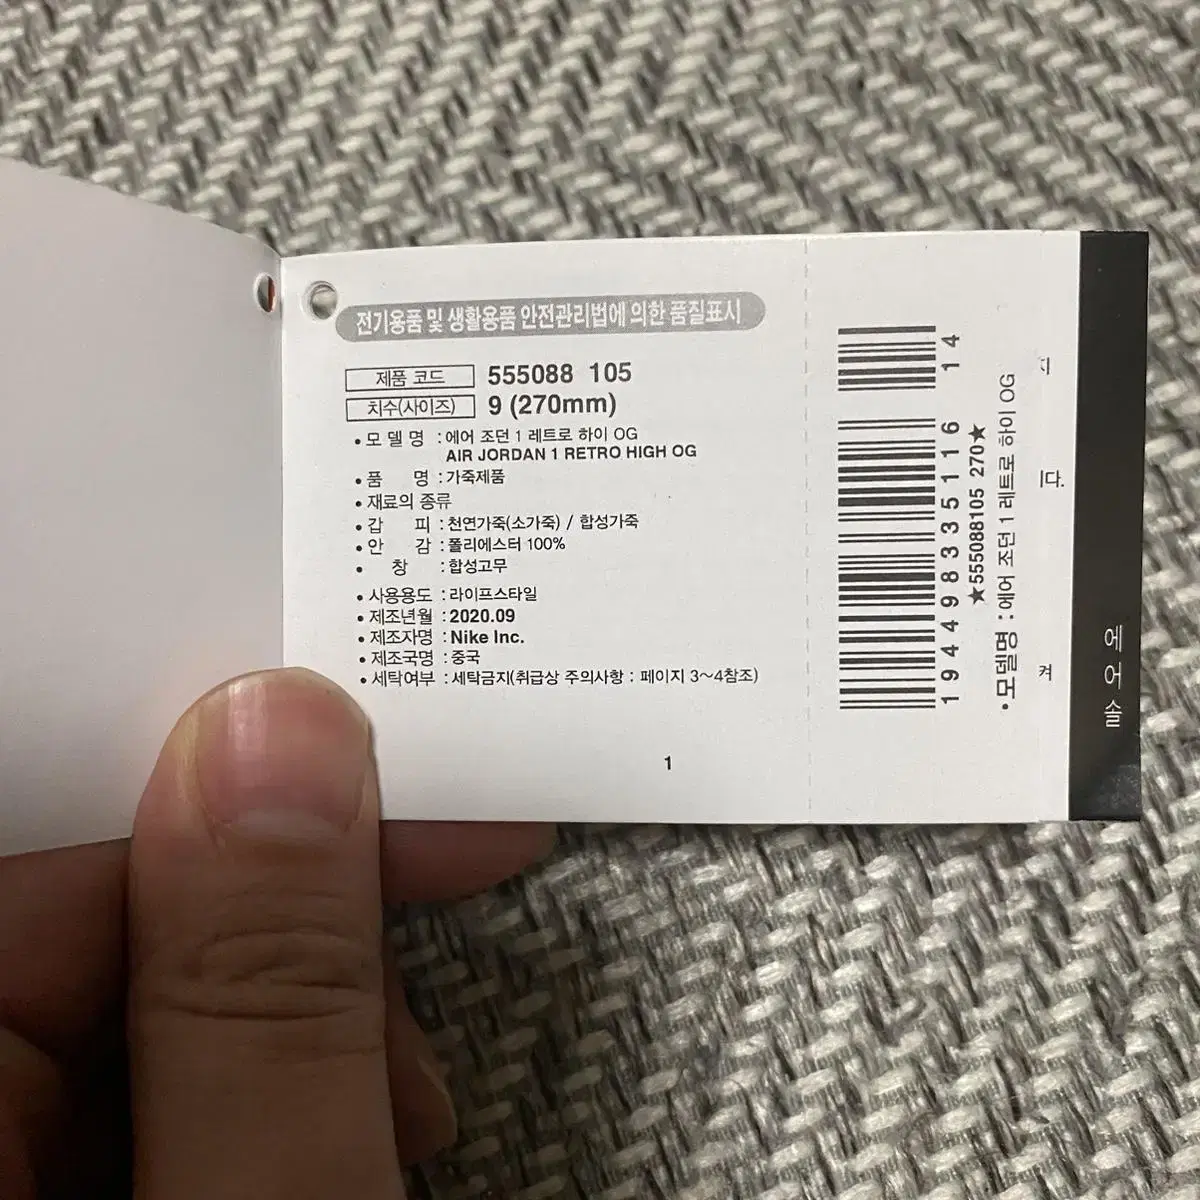 전기용품 및 생활용품 안전관리법에 의한 품질표시
제품 코드 555088 105
치수(사이즈) 9 (270mm)
• 모 델 명 : 에어 조던 1 레트로 하이 OG
AIR JORDAN 1 RETRO HIGH OG
• 품 명 : 가죽제품
• 재료의 종류
• 갑 피 : 천연가죽(소가죽) / 합성가죽
• 안 감 : 폴리에스터 100%
• 창 : 합성고무
• 사용용도 : 라이프스타일
• 제조년월 : 2020.09
• 제조자명 : Nike Inc.
• 제조국명 : 중국
• 세탁여부 : 세탁금지(취급상 주의사항 : 페이지 3~4참조)
1
194498335116 14
★555088105 270★
• 모델명 : 에어 조던 1 레트로 하이 OG
다.
켜
에어솔